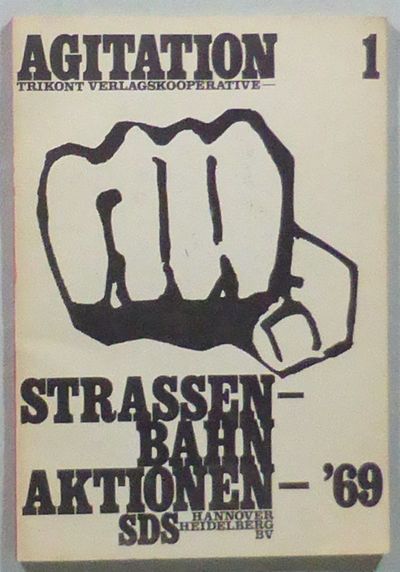 AGITATION 1
TRIKONT VERLAGSKOOPERATIVE—
STRASSEN—
BAHN
AKTIONEN—'69
SDS HANNOVER
HEIDELBERG
BV